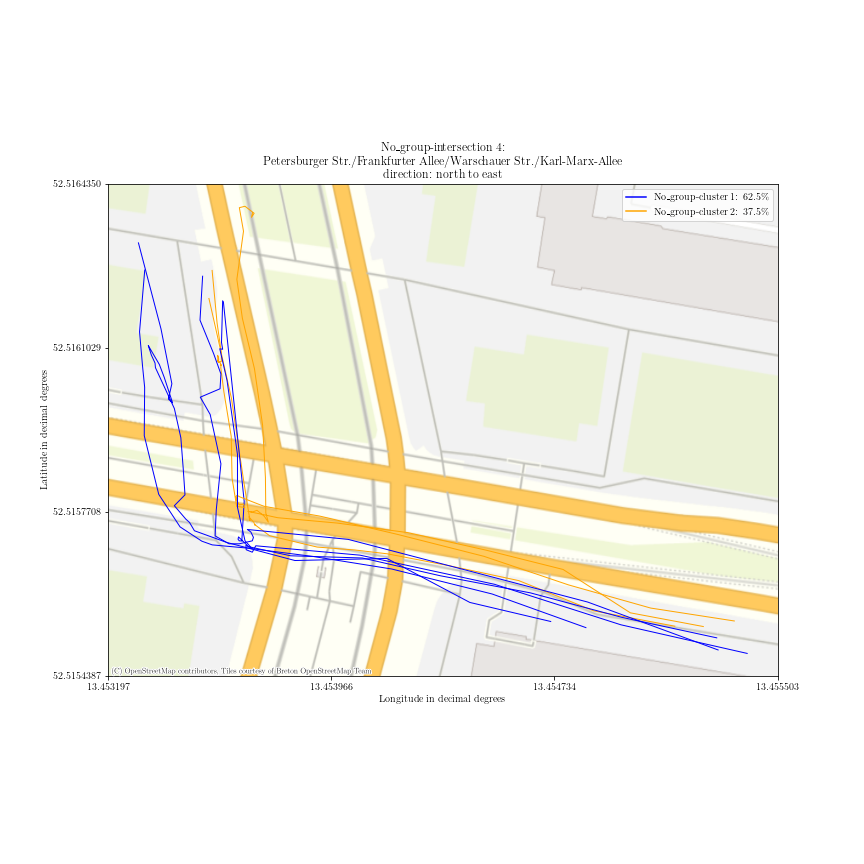 No_group-intersection 4:
Petersburger Str./Frankfurter Allee/Warschauer Str./Karl-Marx-Allee
direction: north to east
52.5164350
52.5161029
52.5157708
52.5154387
Latitude in decimal degrees
No_group-cluster 1: 62.5%
No_group-cluster 2: 37.5%
(C) OpenStreetMap contributors, Tiles courtesy of Breton OpenStreetMap Team
13.453197
13.453966
13.454734
13.455503
Longitude in decimal degrees